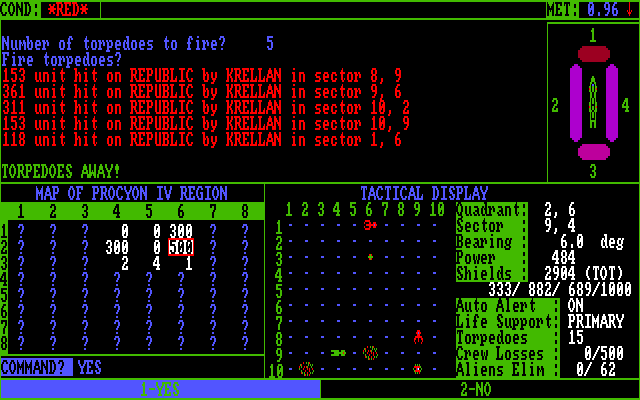 COND: *RED* MET: 0.96 ↓
Number of torpedoes to fire? 5
Fire torpedoes?
153 unit hit on REPUBLIC by KRELLAN in sector 8, 9
361 unit hit on REPUBLIC by KRELLAN in sector 9, 6
311 unit hit on REPUBLIC by KRELLAN in sector 10, 2
153 unit hit on REPUBLIC by KRELLAN in sector 10, 9
118 unit hit on REPUBLIC by KRELLAN in sector 1, 6
TORPEDOES AWAY!
1
2 4
3
MAP OF PROCYON IV REGION
1 2 3 4 5 6 7 8
1 ? ? ? 0 0 300 ? ?
2 ? ? ? 300 0 500 ? ?
3 ? ? ? 2 4 1 ? ?
4 ? ? ? ? ? ? ? ?
5 ? ? ? ? ? ? ? ?
6 ? ? ? ? ? ? ? ?
7 ? ? ? ? ? ? ? ?
8 ? ? ? ? ? ? ? ?
COMMAND? YES
TACTICAL DISPLAY
1 2 3 4 5 6 7 8 9 10
1
2
3
4
5
6
7
8
9
10
Quadrant: 2, 6
Sector : 9, 4
Bearing : 6.0 deg
Power : 484
Shields : 2904 (TOT)
333/ 882/ 689/1000
Auto Alert : ON
Life Support: PRIMARY
Torpedoes : 15
Crew Losses : 0/500
Aliens Elim : 0/ 62
1-YES 2-NO